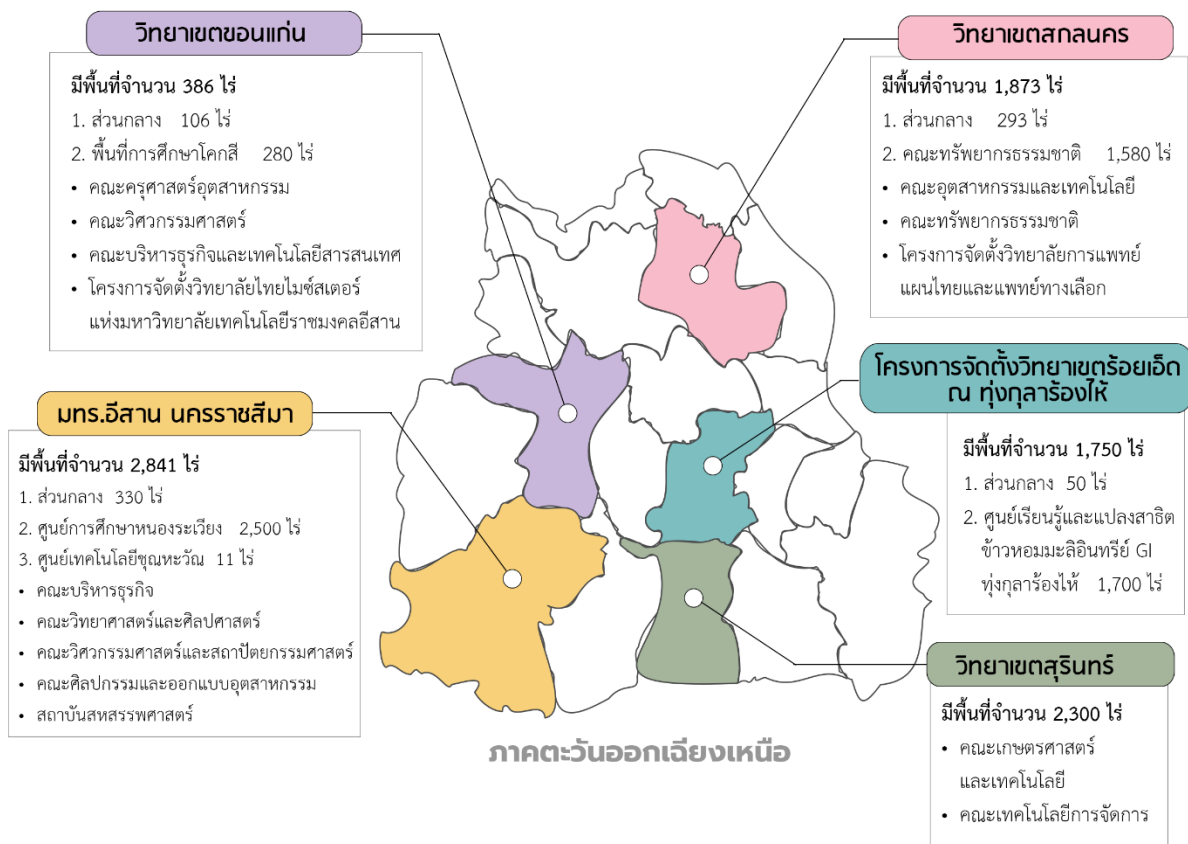 วิทยาเขตขอนแก่น
มีพื้นที่จำนวน 386 ไร่
1. ส่วนกลาง 106 ไร่
2. พื้นที่การศึกษาโคกสี 280 ไร่
• คณะครุศาสตร์อุตสาหกรรม
• คณะวิศวกรรมศาสตร์
• คณะบริหารธุรกิจและเทคโนโลยีสารสนเทศ
• โครงการจัดตั้งวิทยาลัยไทยไมซ์สเตอร์
แห่งมหาวิทยาลัยเทคโนโลยีราชมงคลอีสาน
วิทยาเขตสกลนคร
มีพื้นที่จำนวน 1,873 ไร่
1. ส่วนกลาง 293 ไร่
2. คณะทรัพยากรธรรมชาติ 1,580 ไร่
• คณะอุตสาหกรรมและเทคโนโลยี
• คณะทรัพยากรธรรมชาติ
• โครงการจัดตั้งวิทยาลัยการแพทย์
แผนไทยและแพทย์ทางเลือก
มทร.อีสาน นครราชสีมา
มีพื้นที่จำนวน 2,841 ไร่
1. ส่วนกลาง 330 ไร่
2. ศูนย์การศึกษาหนองระเวียง 2,500 ไร่
3. ศูนย์เทคโนโลยีชุณหะวัณ 11 ไร่
• คณะบริหารธุรกิจ
• คณะวิทยาศาสตร์และศิลปศาสตร์
• คณะวิศวกรรมศาสตร์และสถาปัตยกรรมศาสตร์
• คณะศิลปกรรมและออกแบบอุตสาหกรรม
• สถาบันสหสรรพศาสตร์
โครงการจัดตั้งวิทยาเขตร้อยเอ็ด
ณ ทุ่งกุลาร้องไห้
มีพื้นที่จำนวน 1,750 ไร่
1. ส่วนกลาง 50 ไร่
2. ศูนย์เรียนรู้และแปลงสาธิต
ข้าวหอมมะลิอินทรีย์ GI
ทุ่งกุลาร้องไห้ 1,700 ไร่
วิทยาเขตสุรินทร์
มีพื้นที่จำนวน 2,300 ไร่
• คณะเกษตรศาสตร์
และเทคโนโลยี
• คณะเทคโนโลยีการจัดการ
ภาคตะวันออกเฉียงเหนือ